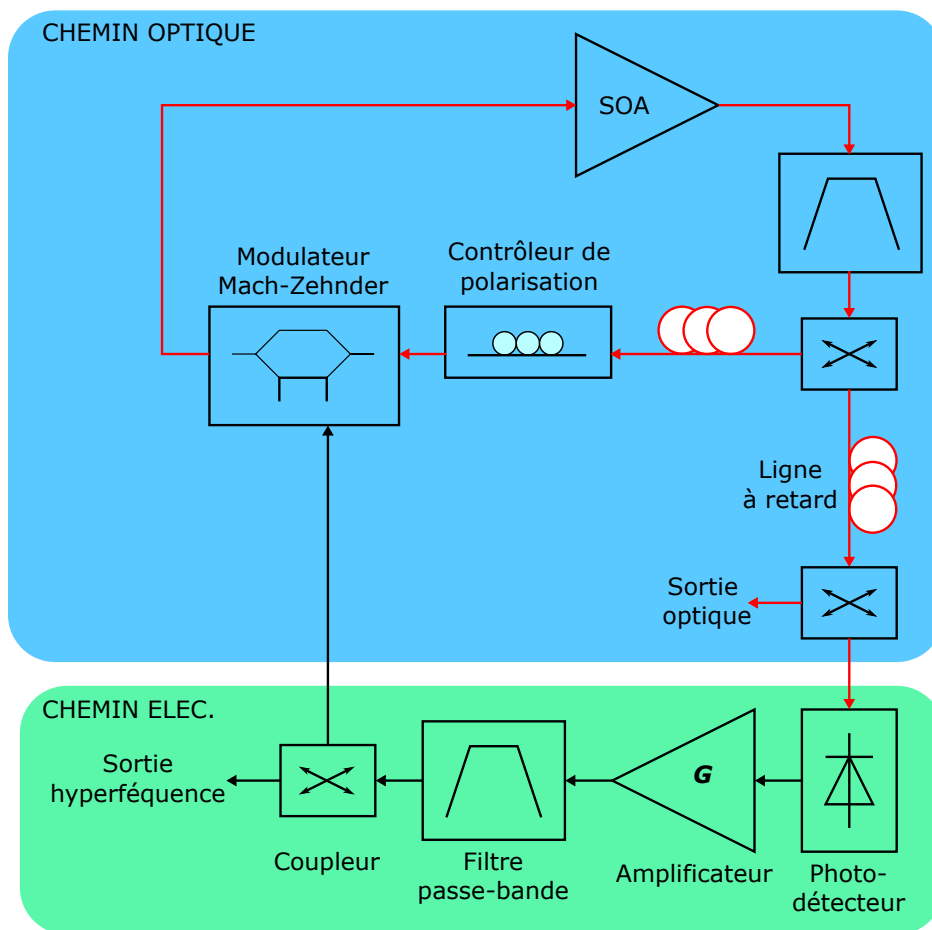 CHEMIN OPTIQUE
SOA
Modulateur
Mach-Zehnder
Contrôleur de
polarisation
Ligne
à retard
Sortie
optique
CHEMIN ELEC.
Sortie
hyperféquence
G
Coupleur
Filtre
passe-bande
Amplificateur
Photo-
détecteur